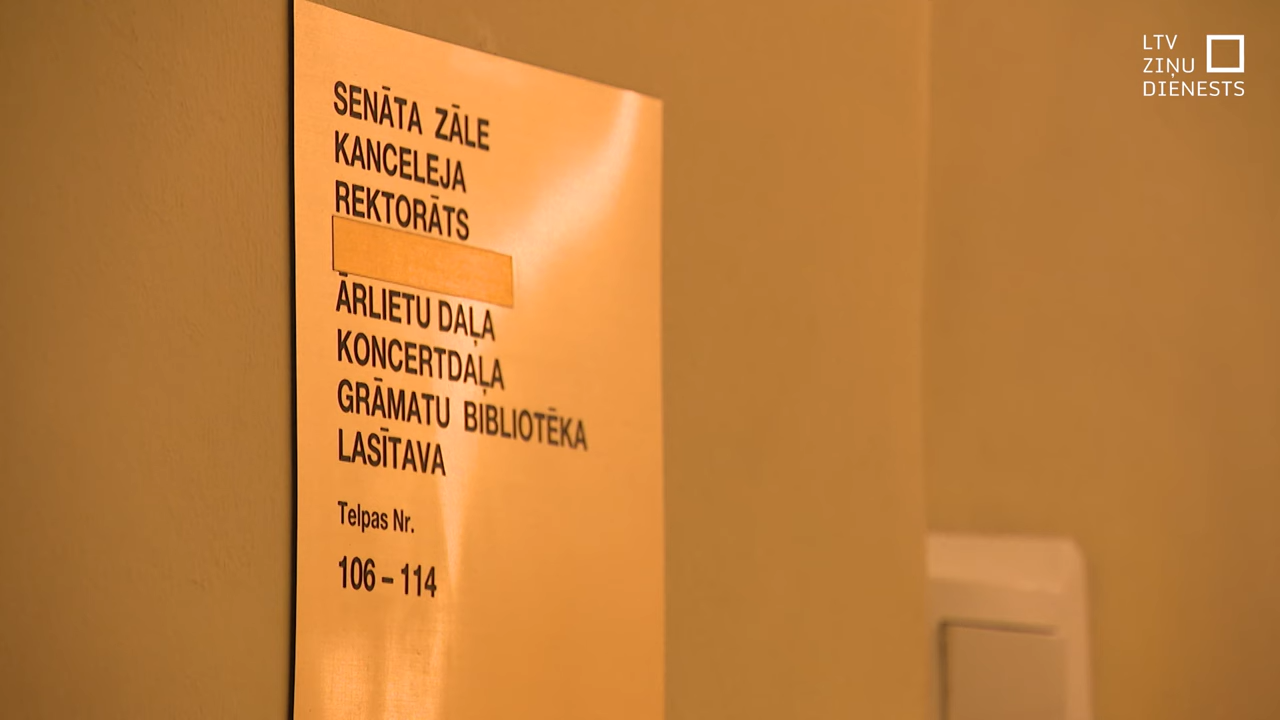 SENĀTA ZĀLE
KANCELEJA
REKTORĀTS
ĀRLIETU DAĻA
KONCERTDAĻA
GRĀMATU BIBLIOTĒKA
LASĪTAVA
Telpas Nr.
106 – 114
LTV
ZIŅU
DIENESTS